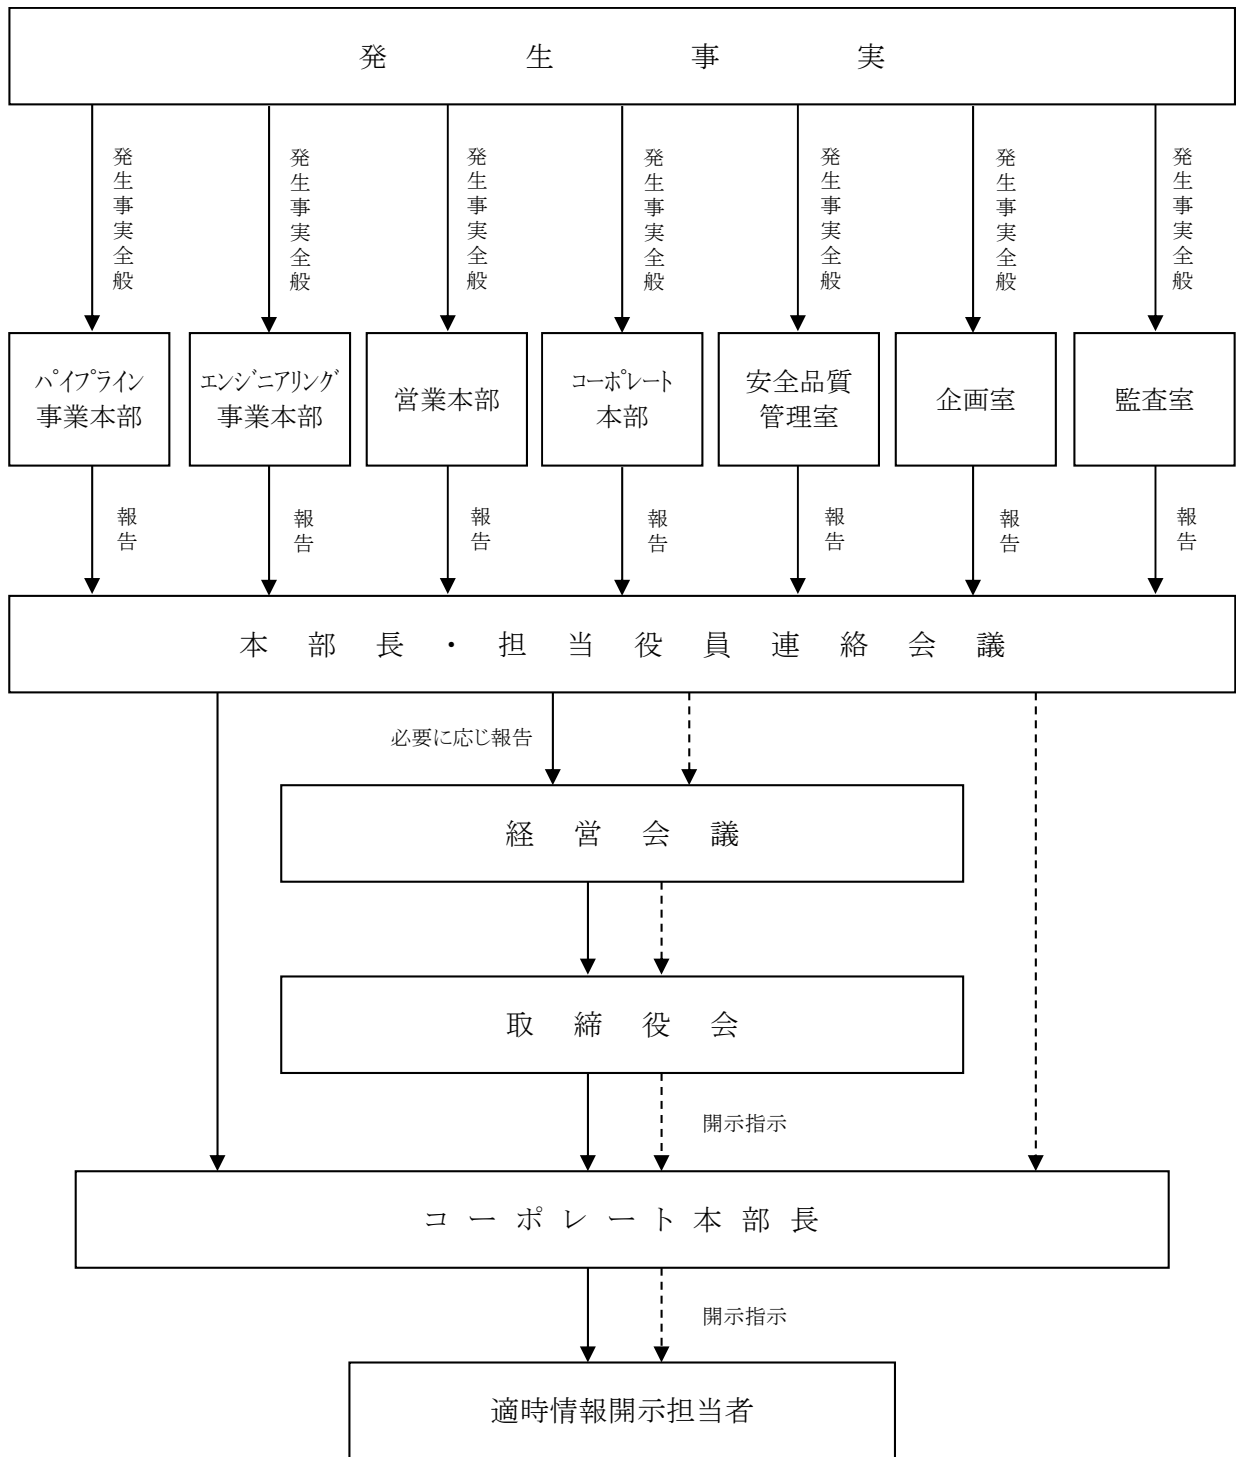 発生事実
発生事実全般
発生事実全般
発生事実全般
発生事実全般
発生事実全般
発生事実全般
発生事実全般
ﾊﾟｲﾌﾟﾗｲﾝ
事業本部
ｴﾝｼﾞﾆｱﾘﾝｸﾞ
事業本部
営業本部
ｺｰﾎﾟﾚｰﾄ
本部
安全品質
管理室
企画室
監査室
報告
報告
報告
報告
報告
報告
報告
本部長・担当役員連絡会議
必要に応じ報告
経営会議
取締役会
開示指示
コーポレート本部長
開示指示
適時情報開示担当者